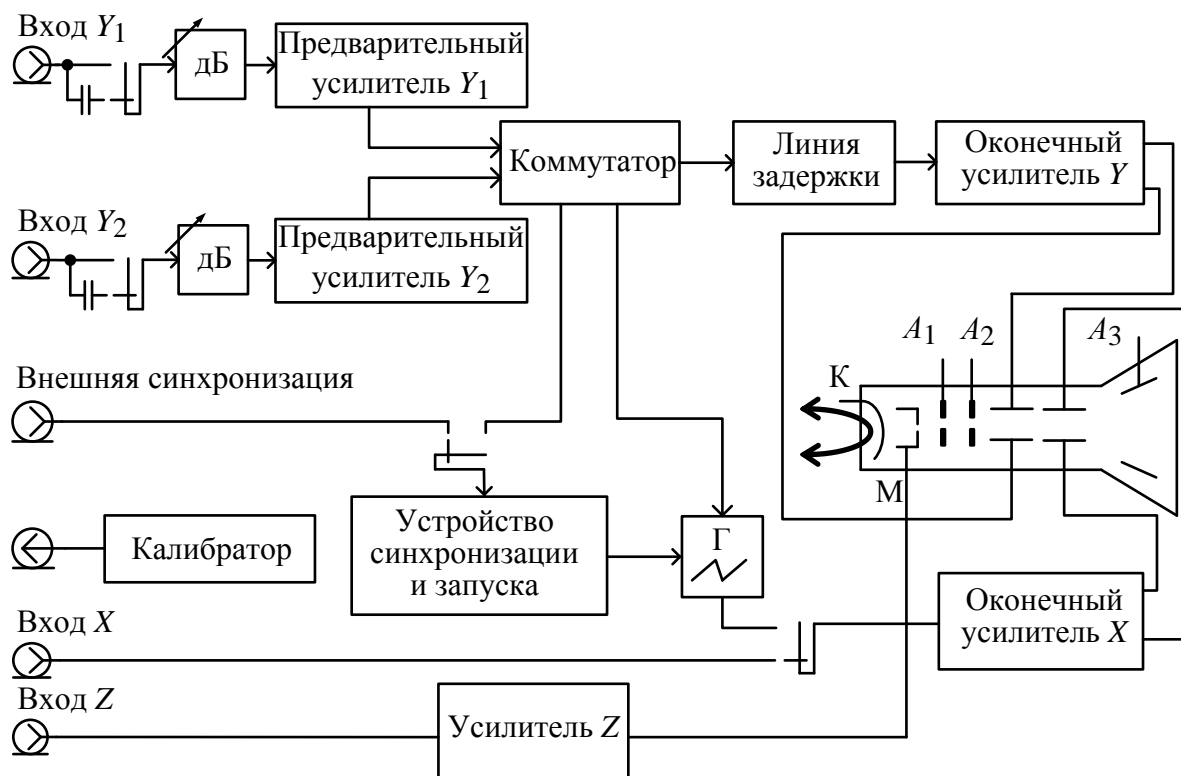 Вход Y1
дБ
Предварительный
усилитель Y1
Коммутатор
Линия
задержки
Оконечный
усилитель Y
Вход Y2
дБ
Предварительный
усилитель Y2
A1
A2
A3
К
М
Внешняя синхронизация
Устройство
синхронизации
и запуска
Г
Калибратор
Оконечный
усилитель X
Вход X
Вход Z
Усилитель Z